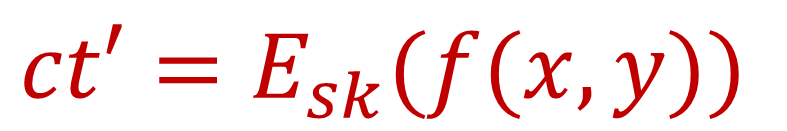 ct′ = E_sk(f(x, y))